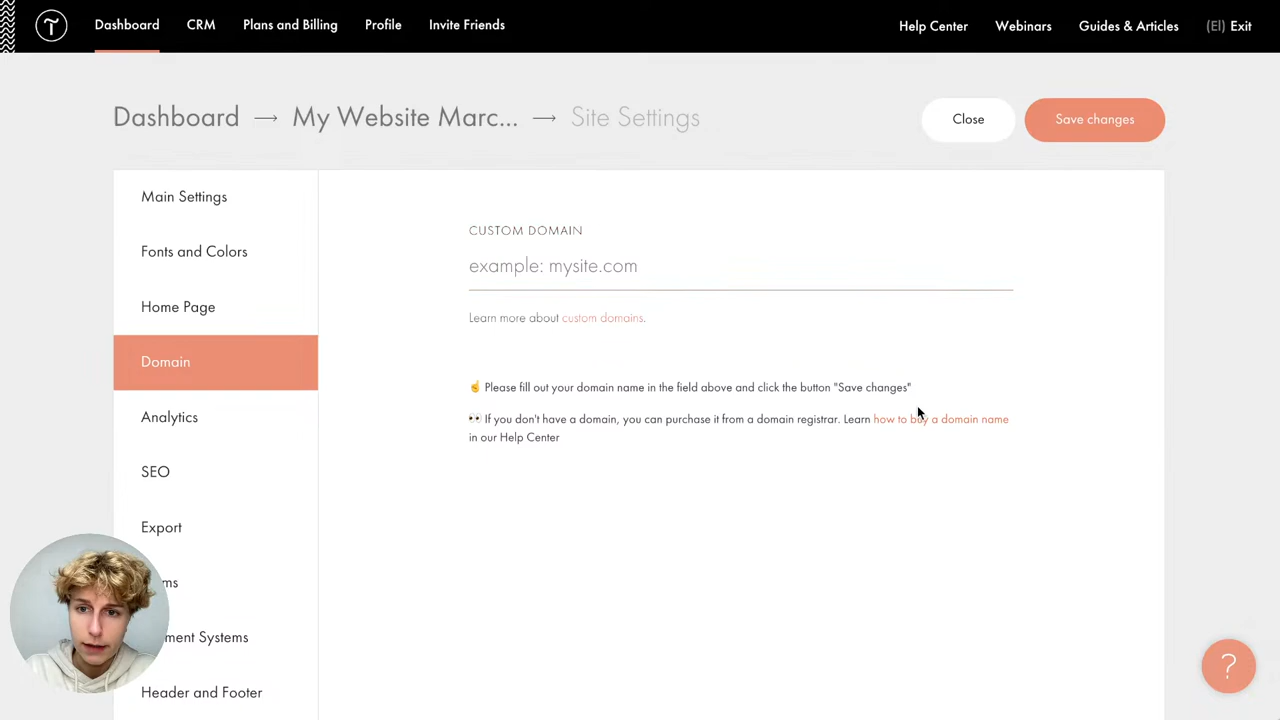 Dashboard
CRM
Plans and Billing
Profile
Invite Friends
Help Center
Webinars
Guides & Articles
(El) Exit
Dashboard → My Website Marc... → Site Settings
Close
Save changes
Main Settings
Fonts and Colors
Home Page
Domain
Analytics
SEO
Export
ms
ment Systems
Header and Footer
CUSTOM DOMAIN
example: mysite.com
Learn more about custom domains.
☝️ Please fill out your domain name in the field above and click the button "Save changes"
👀 If you don't have a domain, you can purchase it from a domain registrar. Learn how to buy a domain name
in our Help Center
?